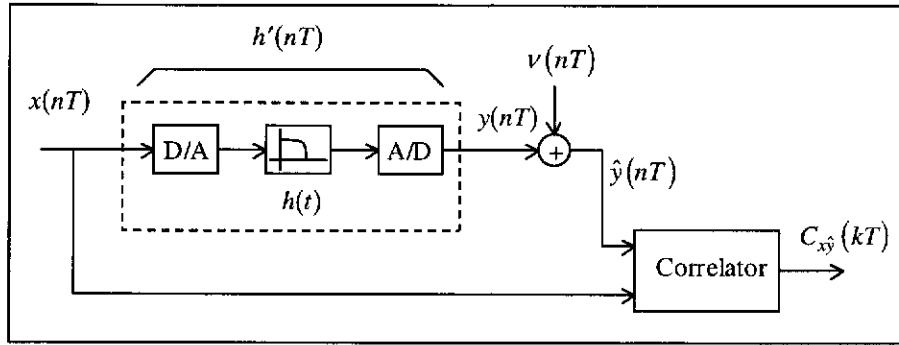 h′(nT)
ν(nT)
x(nT)
y(nT)
D/A
A/D
+
ŷ(nT)
h(t)
Correlator
C_{xŷ}(kT)